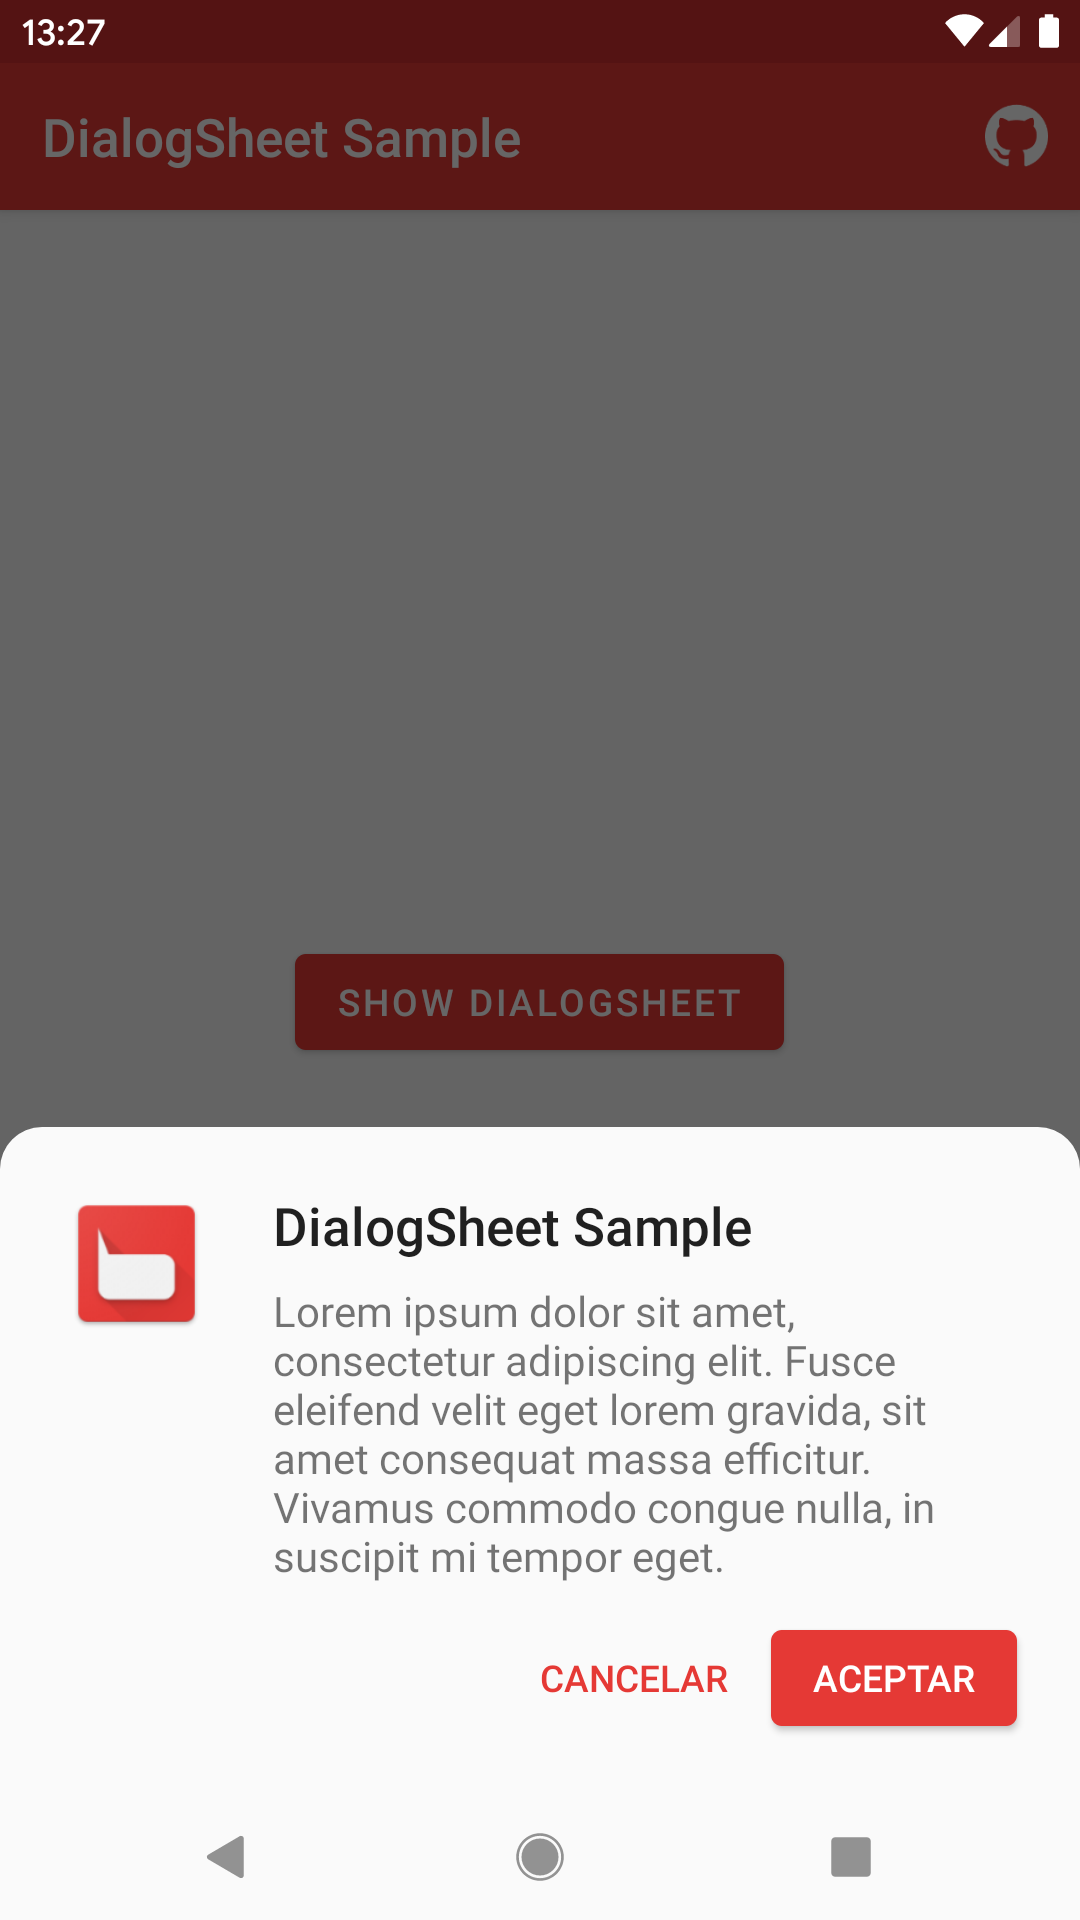 13:27
DialogSheet Sample
SHOW DIALOGSHEET
DialogSheet Sample
Lorem ipsum dolor sit amet,
consectetur adipiscing elit. Fusce
eleifend velit eget lorem gravida, sit
amet consequat massa efficitur.
Vivamus commodo congue nulla, in
suscipit mi tempor eget.
CANCELAR
ACEPTAR